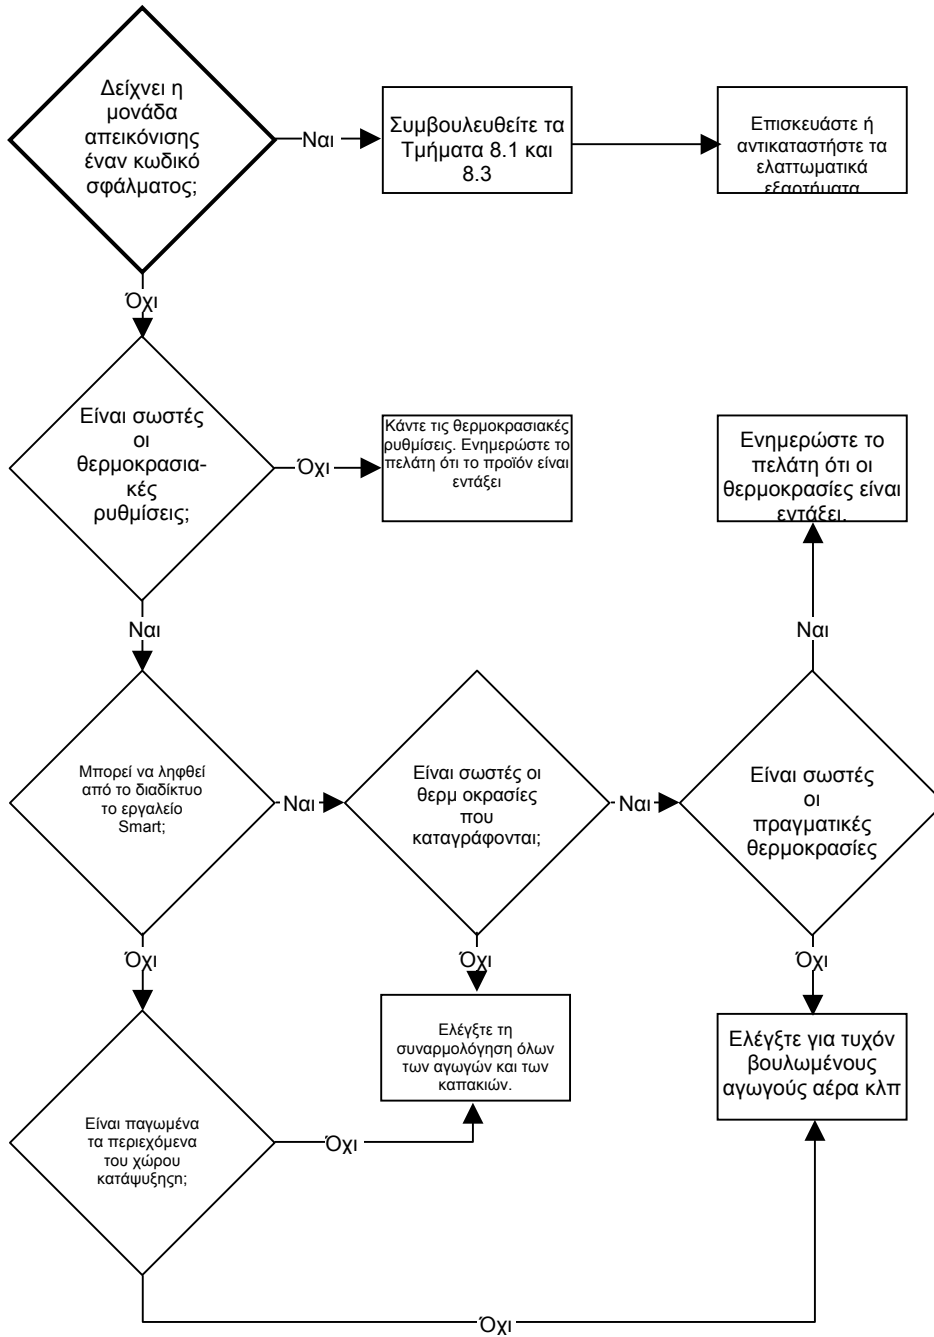 Δείχνει η
μονάδα
απεικόνισης
έναν κωδικό
σφάλματος;
Ναι
Συμβουλευθείτε τα
Τμήματα 8.1 και
8.3
Επισκευάστε ή
αντικαταστήστε τα
ελαττωματικά
εξαρτήματα
Όχι
Είναι σωστές
οι
θερμοκρασια-
κές
ρυθμίσεις;
Όχι
Κάντε τις θερμοκρασιακές
ρυθμίσεις. Ενημερώστε το
πελάτη ότι το προϊόν είναι
εντάξει
Ενημερώστε το
πελάτη ότι οι
θερμοκρασίες είναι
εντάξει.
Ναι
Ναι
Μπορεί να ληφθεί
από το διαδίκτυο
το εργαλείο
Smart;
Ναι
Είναι σωστές οι
θερμ οκρασίες
που
καταγράφονται;
Ναι
Είναι σωστές
οι
πραγματικές
θερμοκρασίες
Όχι
Όχι
Όχι
Ελέγξτε τη
συναρμολόγηση όλων
των αγωγών και των
καπακιών.
Ελέγξτε για τυχόν
βουλωμένους
αγωγούς αέρα κλπ
Είναι παγωμένα
τα περιεχόμενα
του χώρου
κατάψυξηςn;
Όχι
Όχι